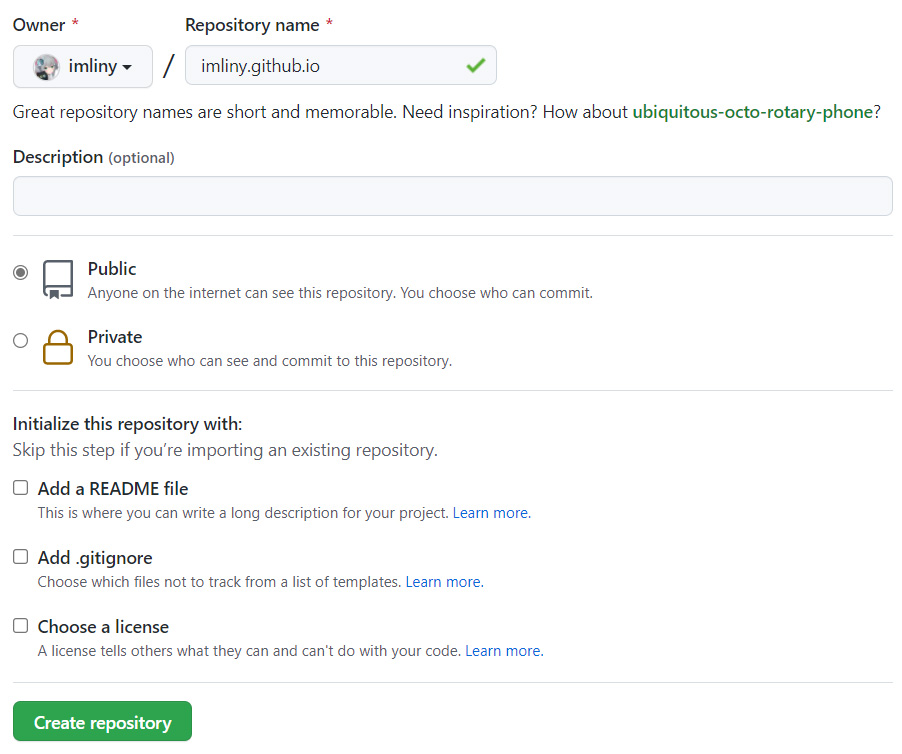 Owner * Repository name *
imliny / imliny.github.io
Great repository names are short and memorable. Need inspiration? How about ubiquitous-octo-rotary-phone?
Description (optional)
Public
Anyone on the internet can see this repository. You choose who can commit.
Private
You choose who can see and commit to this repository.
Initialize this repository with:
Skip this step if you’re importing an existing repository.
Add a README file
This is where you can write a long description for your project. Learn more.
Add .gitignore
Choose which files not to track from a list of templates. Learn more.
Choose a license
A license tells others what they can and can't do with your code. Learn more.
Create repository